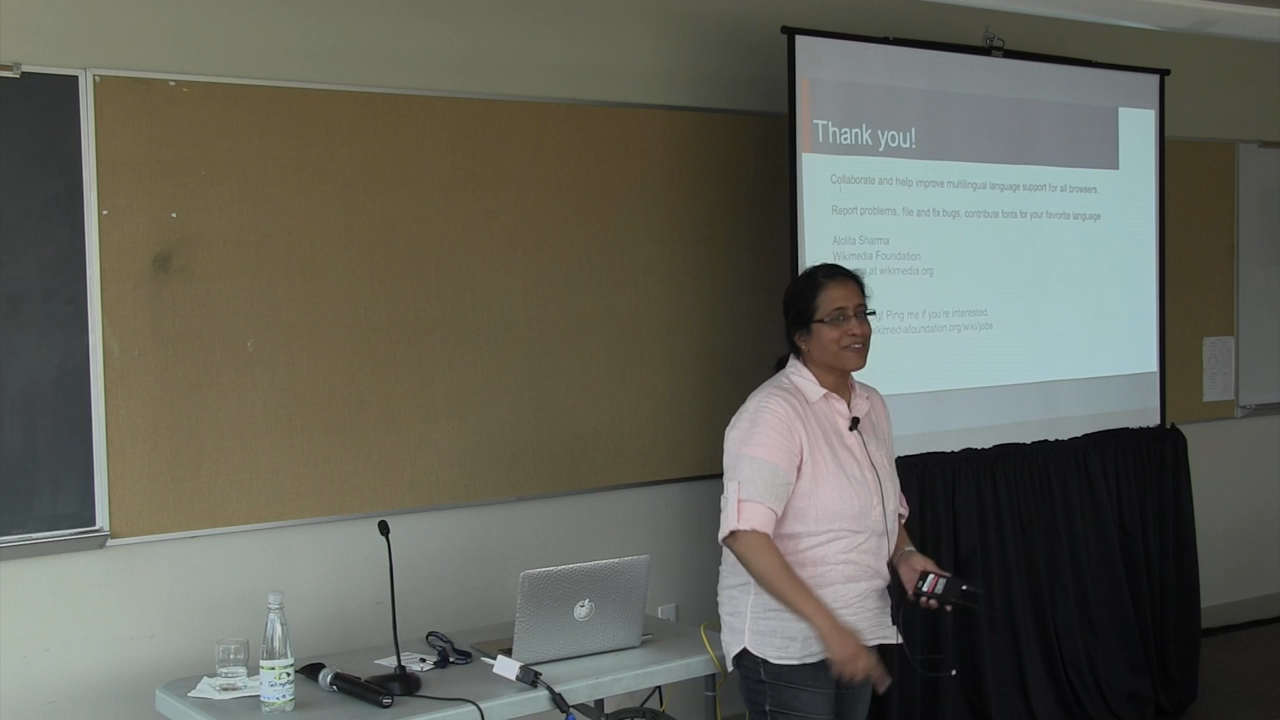 Thank you!
Collaborate and help improve multilingual language support for all browsers.
Report problems, file and fix bugs, contribute fonts for your favorite language
Alolita Sharma
Wikimedia Foundation
at wikimedia.org
Ping me if you're interested.
wikimediafoundation.org/wiki/jobs